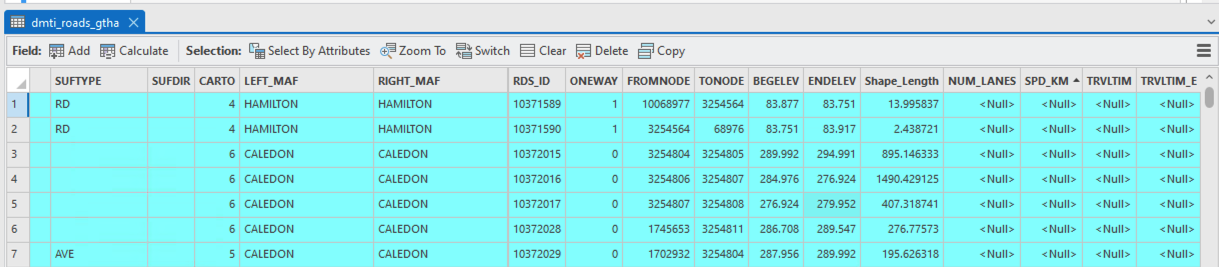 dmti_roads_gtha
Field: Add Calculate Selection: Select By Attributes Zoom To Switch Clear Delete Copy
SUFTYPE SUFDIR CARTO LEFT_MAF RIGHT_MAF RDS_ID ONEWAY FROMNODE TONODE BEGELEV ENDELEV Shape_Length NUM_LANES SPD_KM TRVLTIM TRVLTIM_E
1 RD 4 HAMILTON HAMILTON 10371589 1 10068977 3254564 83.877 83.751 13.995837 <Null> <Null> <Null> <Null>
2 RD 4 HAMILTON HAMILTON 10371590 1 3254564 68976 83.751 83.917 2.438721 <Null> <Null> <Null> <Null>
3 6 CALEDON CALEDON 10372015 0 3254804 3254805 289.992 294.991 895.146333 <Null> <Null> <Null> <Null>
4 6 CALEDON CALEDON 10372016 0 3254806 3254807 284.976 276.924 1490.429125 <Null> <Null> <Null> <Null>
5 6 CALEDON CALEDON 10372017 0 3254807 3254808 276.924 279.952 407.318741 <Null> <Null> <Null> <Null>
6 6 CALEDON CALEDON 10372028 0 1745653 3254811 286.708 289.547 276.77573 <Null> <Null> <Null> <Null>
7 AVE 5 CALEDON CALEDON 10372029 0 1702932 3254804 287.956 289.992 195.626318 <Null> <Null> <Null> <Null>